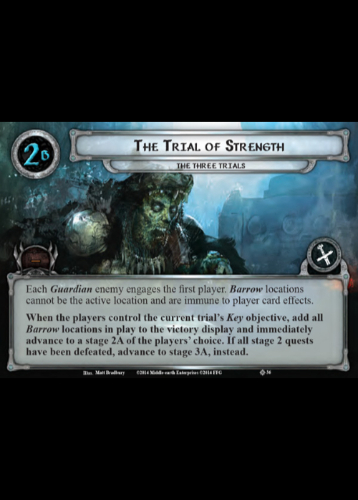 2B
THE TRIAL OF STRENGTH
THE THREE TRIALS
Each Guardian enemy engages the first player. Barrow locations
cannot be the active location and are immune to player card effects.
When the players control the current trial's Key objective, add all
Barrow locations in play to the victory display and immediately
advance to a stage 2A of the players' choice. If all stage 2 quests
have been defeated, advance to stage 3A, instead.
Illus. Matt Bradbury ©2014 Middle-earth Enterprises ©2014 FFG